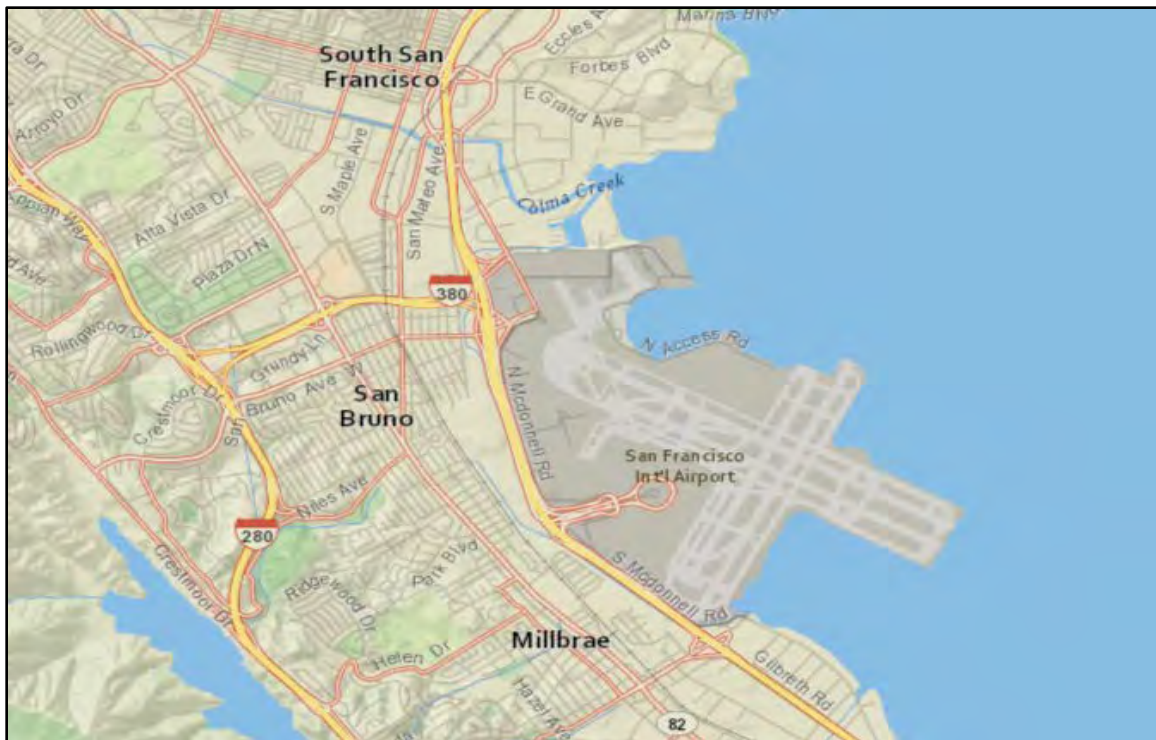 Marina Blvd
Eccles Ave
South San
Francisco
Forbes Blvd
E Grand Ave
Arroyo Dr
S Maple Ave
San Mateo Ave
Colma Creek
Alta Vista Dr
Plaza Dr N
380
Rollingwood Dr
Grundy Ln
N Access Rd
San Bruno Ave W
San
Bruno
Crestmoor Dr
N Mcdonnell Rd
San Francisco
Int'l Airport
Niles Ave
280
Crestmoor Dr
Park Blvd
Ridgewood Dr
S Mcdonnell Rd
Millbrae
Helen Dr
Gilbreth Rd
Hazel Ave
82